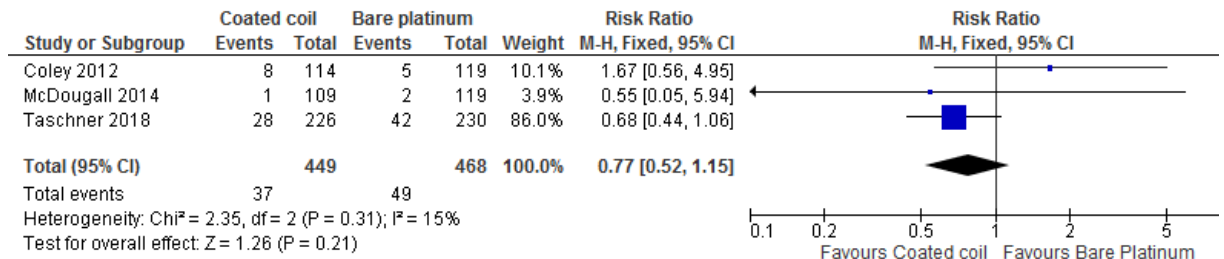 Coated coil Bare platinum Risk Ratio Risk Ratio
Study or Subgroup Events Total Events Total Weight M-H, Fixed, 95% CI M-H, Fixed, 95% CI
Coley 2012 8 114 5 119 10.1% 1.67 [0.56, 4.95]
McDougall 2014 1 109 2 119 3.9% 0.55 [0.05, 5.94]
Taschner 2018 28 226 42 230 86.0% 0.68 [0.44, 1.06]
Total (95% CI) 449 468 100.0% 0.77 [0.52, 1.15]
Total events 37 49
Heterogeneity: Chi² = 2.35, df = 2 (P = 0.31); I² = 15%
Test for overall effect: Z = 1.26 (P = 0.21)
0.1 0.2 0.5 1 2 5
Favours Coated coil Favours Bare Platinum